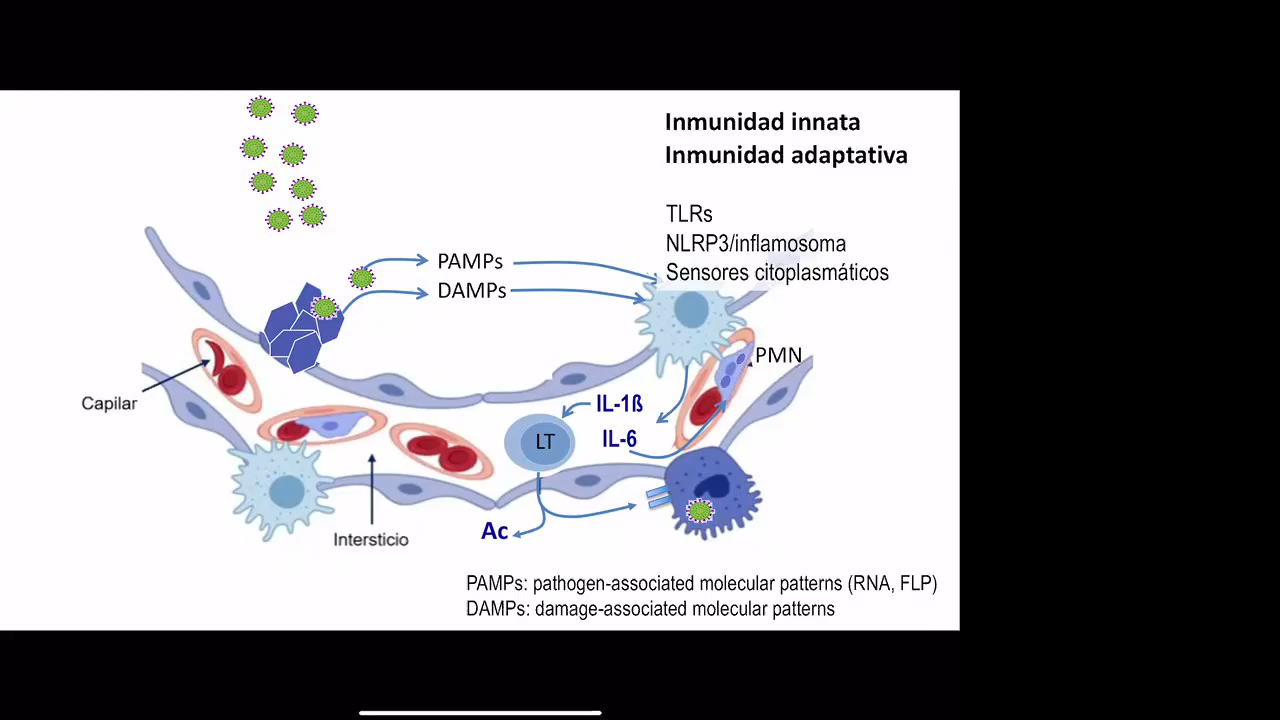 Inmunidad innata
Inmunidad adaptativa
TLRs
NLRP3/inflamosoma
Sensores citoplasmáticos
PAMPs
DAMPs
PMN
Capilar
IL-1ß
IL-6
LT
Ac
Intersticio
PAMPs: pathogen-associated molecular patterns (RNA, FLP)
DAMPs: damage-associated molecular patterns